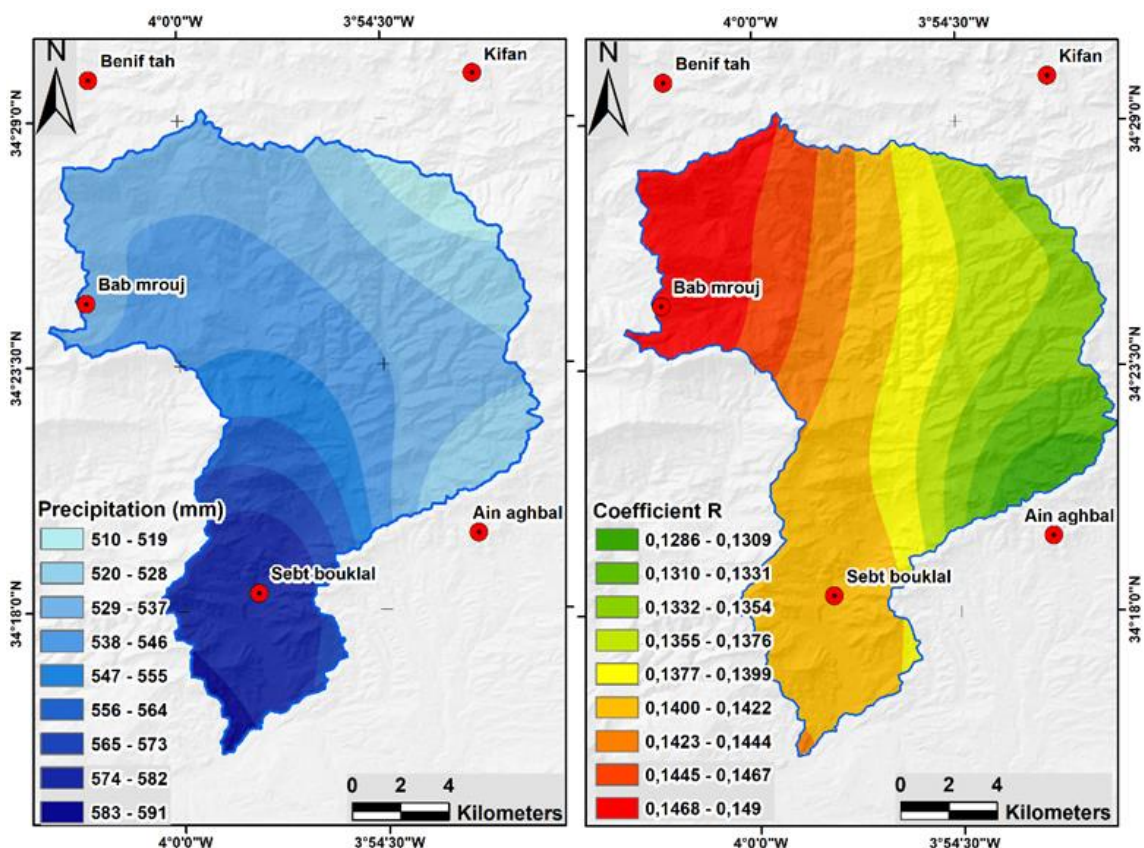 4°0'0"W
3°54'30"W
N
Benif tah
Kifan
34°29'0"N
Bab mrouj
34°23'30"N
Precipitation (mm)
510 - 519
520 - 528
529 - 537
538 - 546
547 - 555
556 - 564
565 - 573
574 - 582
583 - 591
Ain aghbal
Sebt bouklal
34°18'0"N
0 2 4
Kilometers
4°0'0"W
3°54'30"W
4°0'0"W
3°54'30"W
N
Benif tah
Kifan
34°29'0"N
Bab mrouj
34°23'30"N
Coefficient R
0,1286 - 0,1309
0,1310 - 0,1331
0,1332 - 0,1354
0,1355 - 0,1376
0,1377 - 0,1399
0,1400 - 0,1422
0,1423 - 0,1444
0,1445 - 0,1467
0,1468 - 0,149
Ain aghbal
Sebt bouklal
34°18'0"N
0 2 4
Kilometers
4°0'0"W
3°54'30"W